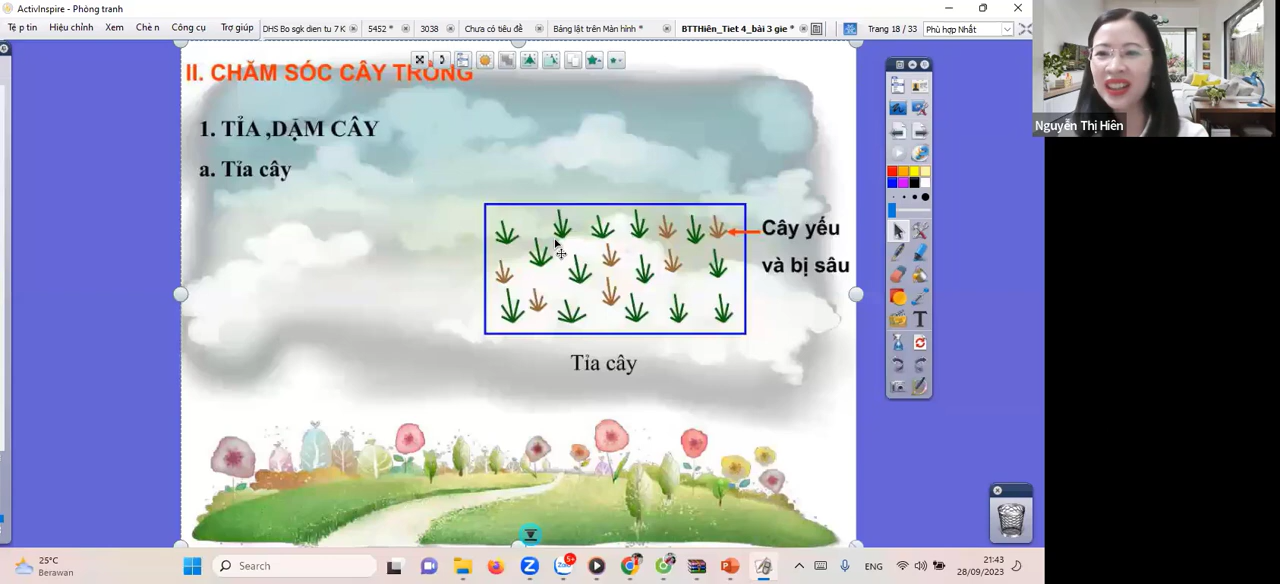 ActivInspire - Phòng tranh
Tệ p tin Hiệu chỉnh Xem Chè n Công cụ Trợ giúp
DHS Bo sgk dien tu 7 K 5452 * 3038 Chưa có tiêu đề Bảng lật trên Màn hình * BTTHiên_Tiet 4_bài 3 gie * Trang 18 / 33 Phù hợp Nhất
II. CHĂM SÓC CÂY TRỒNG
1. TỈA ,DẶM CÂY
a. Tỉa cây
Cây yếu
và bị sâu
Tỉa cây
Nguyễn Thị Hiên
25°C
Berawan
Search
5+
ENG
21:43
28/09/2023